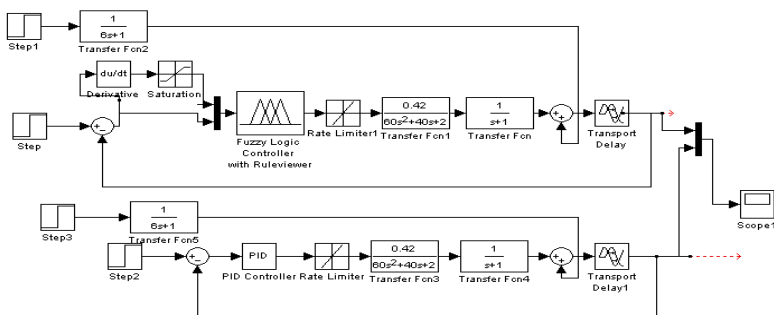 1
6s+1
Step1
Transfer Fcn2
du/dt
Derivative
Saturation
+
−
Step
Fuzzy Logic
Controller
with Ruleviewer
Rate Limiter1
0.42
60s²+40s+2
Transfer Fcn1
1
s+1
Transfer Fcn
+
+
Transport
Delay
Scope1
1
6s+1
Step3
Transfer Fcn5
Step2
+
−
PID
PID Controller
Rate Limiter
0.42
60s²+40s+2
Transfer Fcn3
1
s+1
Transfer Fcn4
+
+
Transport
Delay1